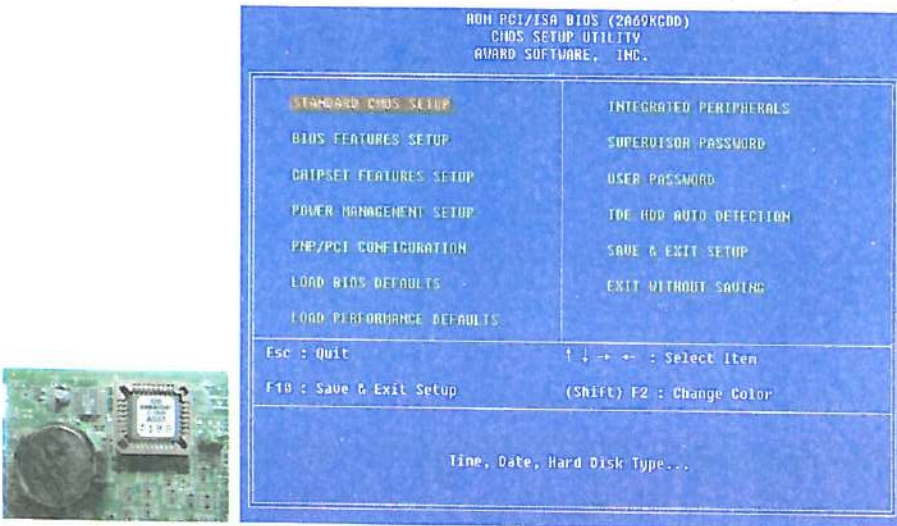 ROM PCI/ISA BIOS (2A69KGDD)
CMOS SETUP UTILITY
AWARD SOFTWARE, INC.
STANDARD CMOS SETUP
BIOS FEATURES SETUP
CHIPSET FEATURES SETUP
POWER MANAGEMENT SETUP
PNP/PCI CONFIGURATION
LOAD BIOS DEFAULTS
LOAD PERFORMANCE DEFAULTS
INTEGRATED PERIPHERALS
SUPERVISOR PASSWORD
USER PASSWORD
IDE HDD AUTO DETECTION
SAVE & EXIT SETUP
EXIT WITHOUT SAVING
Esc : Quit
↑ ↓ → ← : Select Item
F10 : Save & Exit Setup
(Shift) F2 : Change Color
Time, Date, Hard Disk Type...